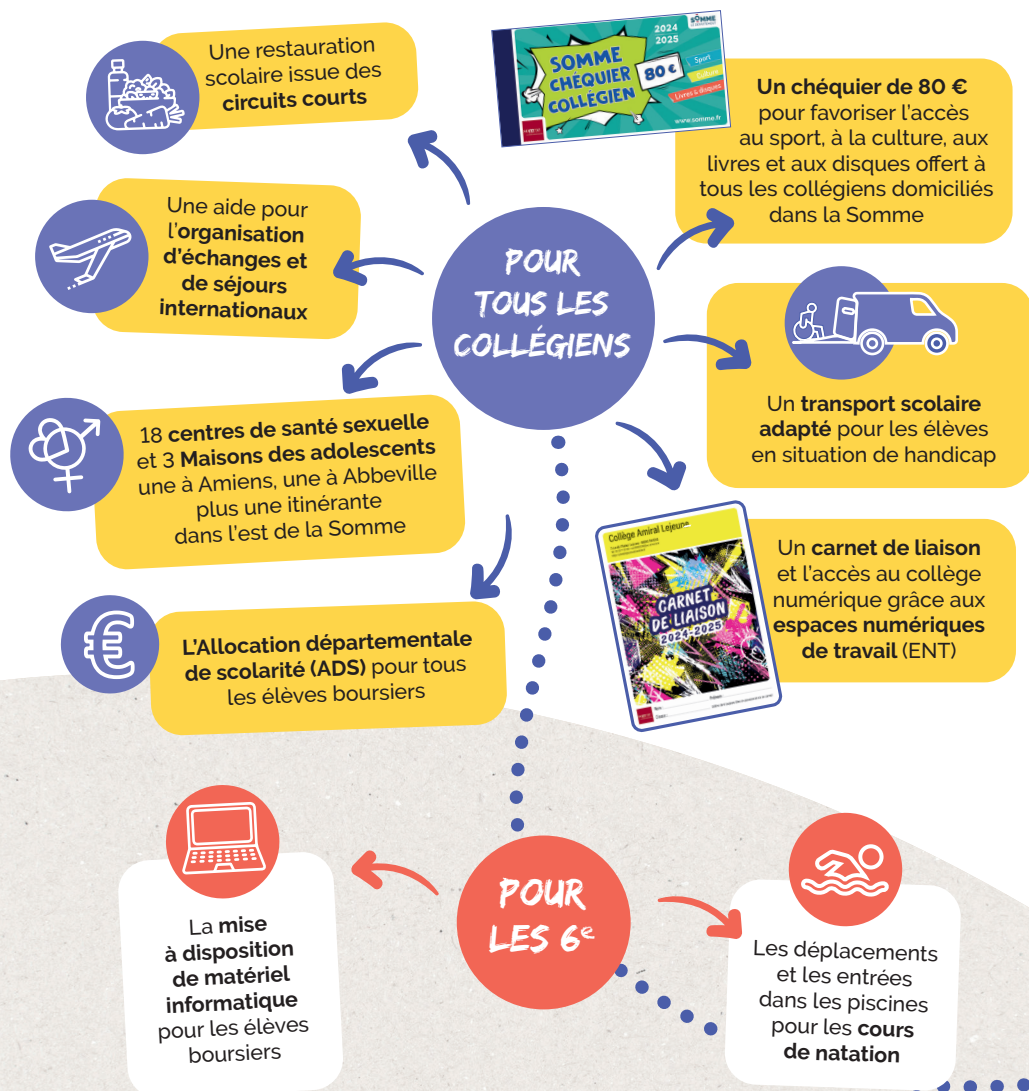 Une restauration
scolaire issue des
circuits courts
SOMME
2024
2025
SOMME
CHÉQUIER
COLLÉGIEN
80 €
Sport
Culture
Livres & disques
www.somme.fr
Un chéquier de 80 €
pour favoriser l'accès
au sport, à la culture, aux
livres et aux disques offert à
tous les collégiens domiciliés
dans la Somme
Une aide pour
l'organisation
d'échanges et
de séjours
internationaux
POUR
TOUS LES
COLLÉGIENS
Un transport scolaire
adapté pour les élèves
en situation de handicap
18 centres de santé sexuelle
et 3 Maisons des adolescents
une à Amiens, une à Abbeville
plus une itinérante
dans l'est de la Somme
Collège Amiral Lejeune
CARNET
DE LIAISON
2024-2025
Un carnet de liaison
et l'accès au collège
numérique grâce aux
espaces numériques
de travail (ENT)
L'Allocation départementale
de scolarité (ADS) pour tous
les élèves boursiers
POUR
LES 6e
La mise
à disposition
de matériel
informatique
pour les élèves
boursiers
Les déplacements
et les entrées
dans les piscines
pour les cours
de natation